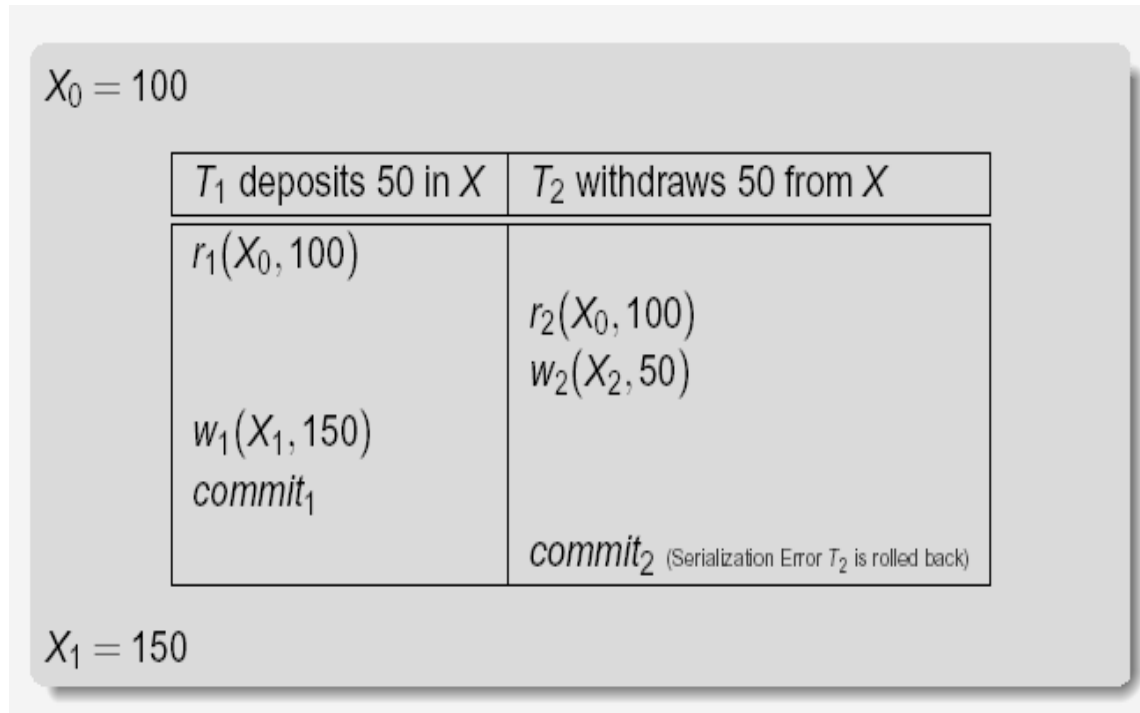 X₀ = 100
T₁ deposits 50 in X
T₂ withdraws 50 from X
r₁(X₀, 100)
r₂(X₀, 100)
w₂(X₂, 50)
w₁(X₁, 150)
commit₁
commit₂ (Serialization Error T₂ is rolled back)
X₁ = 150